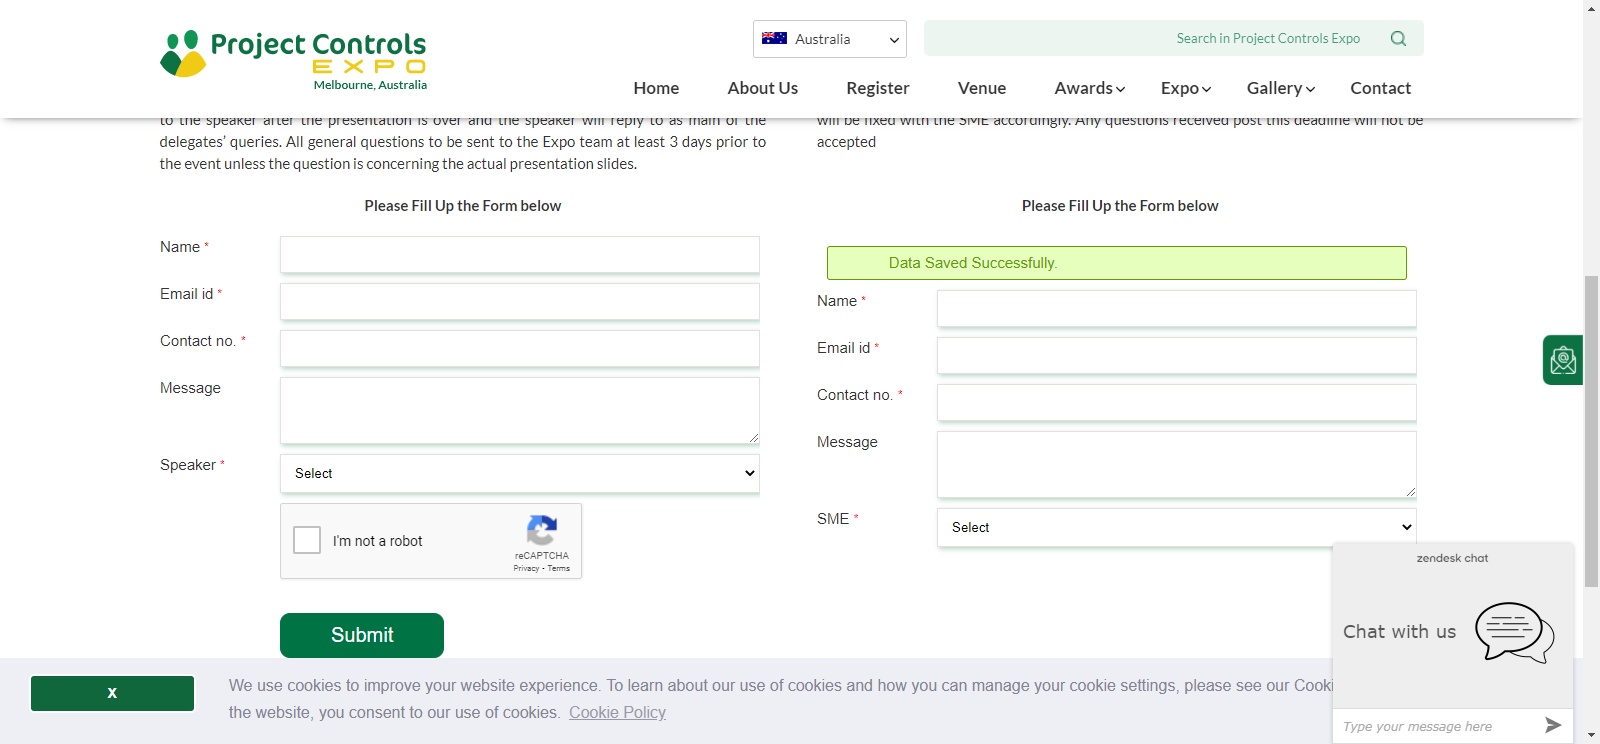 Project Controls
EXPO
Melbourne, Australia
Australia
Search in Project Controls Expo
Home
About Us
Register
Venue
Awards
Expo
Gallery
Contact
to the speaker after the presentation is over and the speaker will reply to as main of the
delegates' queries. All general questions to be sent to the Expo team at least 3 days prior to
the event unless the question is concerning the actual presentation slides.
will be fixed with the SME accordingly. Any questions received post this deadline will not be
accepted
Please Fill Up the Form below
Name *
Email id *
Contact no. *
Message
Speaker *
Select
I'm not a robot
reCAPTCHA
Privacy - Terms
Submit
Please Fill Up the Form below
Data Saved Successfully.
Name *
Email id *
Contact no. *
Message
SME *
Select
zendesk chat
Chat with us
Type your message here
X
We use cookies to improve your website experience. To learn about our use of cookies and how you can manage your cookie settings, please see our Cooki
the website, you consent to our use of cookies. Cookie Policy